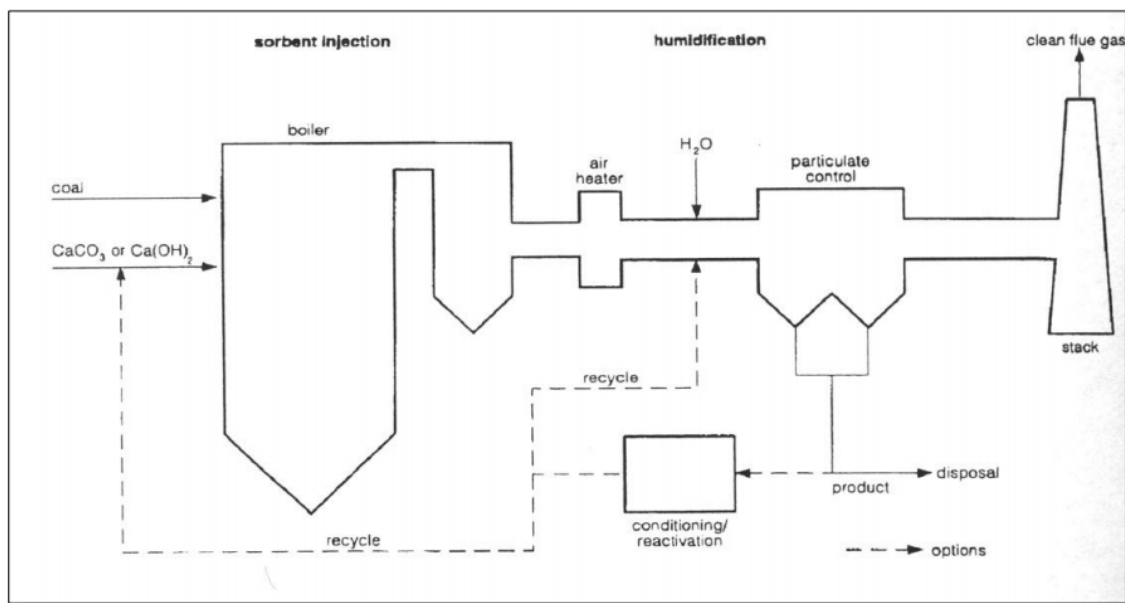 sorbent injection
humidification
clean flue gas
boiler
H₂O
air
heater
particulate
control
coal
CaCO₃ or Ca(OH)₂
stack
recycle
product
disposal
conditioning/
reactivation
recycle
options